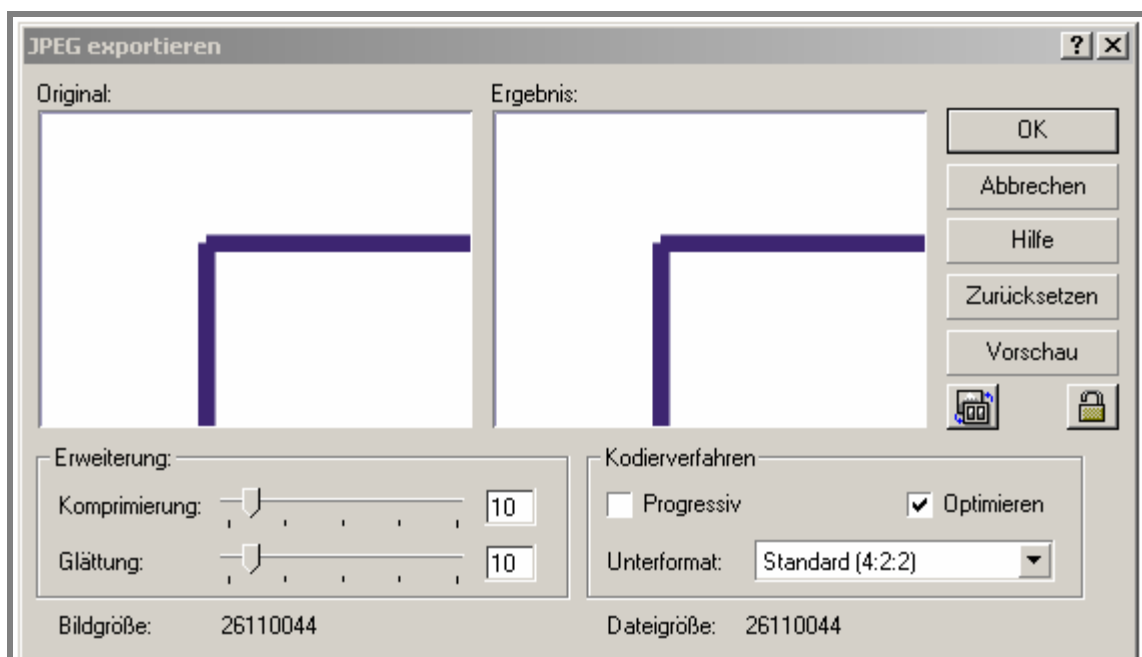 JPEG exportieren
Original:
Ergebnis:
OK
Abbrechen
Hilfe
Zurücksetzen
Vorschau
Erweiterung:
Komprimierung: 10
Glättung: 10
Kodierverfahren
Progressiv Optimieren
Unterformat: Standard (4:2:2)
Bildgröße: 26110044
Dateigröße: 26110044